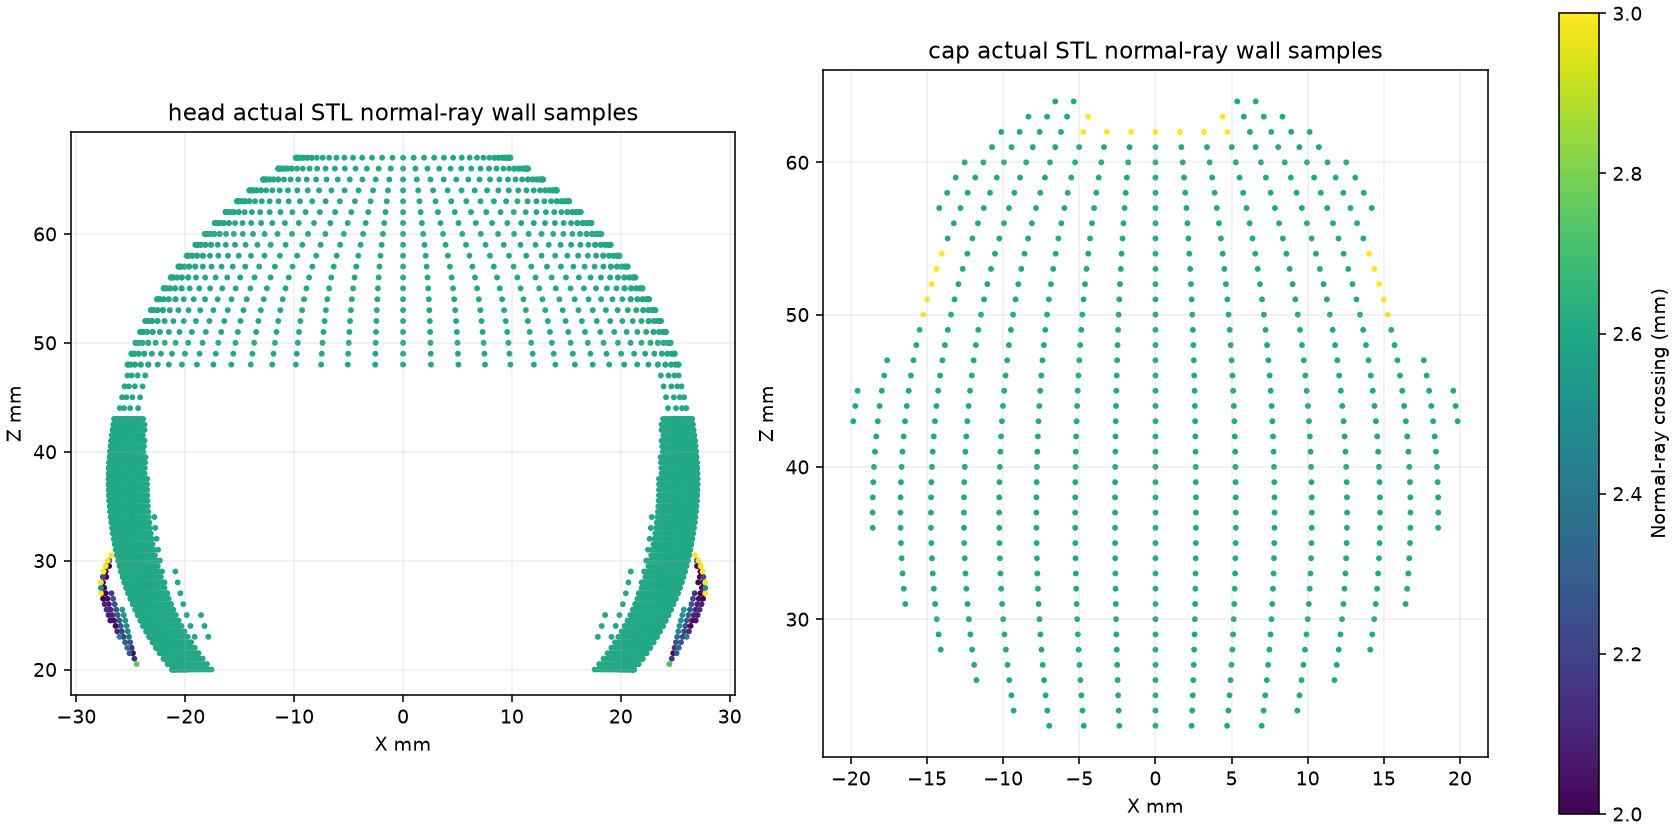 head actual STL normal-ray wall samples
60
50
40
30
20
Z mm
−30 −20 −10 0 10 20 30
X mm
cap actual STL normal-ray wall samples
60
50
40
30
Z mm
−20 −15 −10 −5 0 5 10 15 20
X mm
3.0
2.8
2.6
2.4
2.2
2.0
Normal-ray crossing (mm)